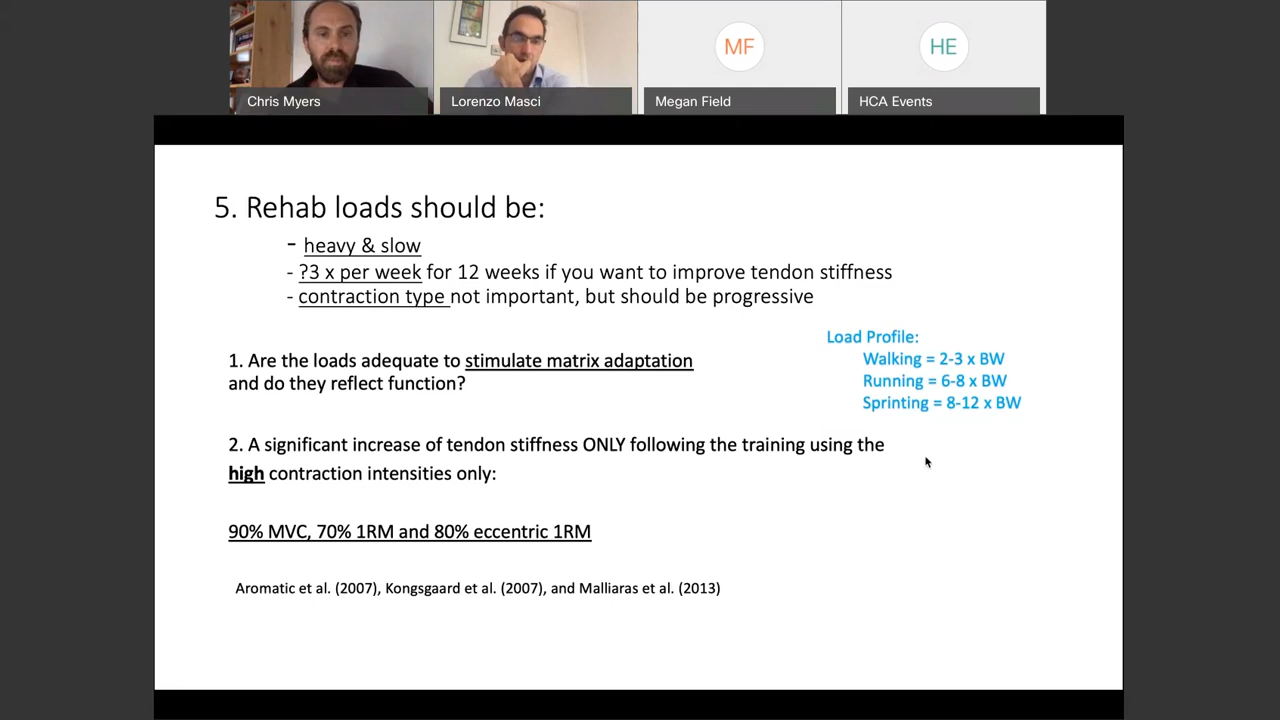 MF
HE
Chris Myers
Lorenzo Masci
Megan Field
HCA Events
5. Rehab loads should be:
- heavy & slow
- ?3 x per week for 12 weeks if you want to improve tendon stiffness
- contraction type not important, but should be progressive
Load Profile:
Walking = 2-3 x BW
Running = 6-8 x BW
Sprinting = 8-12 x BW
1. Are the loads adequate to stimulate matrix adaptation
and do they reflect function?
2. A significant increase of tendon stiffness ONLY following the training using the
high contraction intensities only:
90% MVC, 70% 1RM and 80% eccentric 1RM
Aromatic et al. (2007), Kongsgaard et al. (2007), and Malliaras et al. (2013)